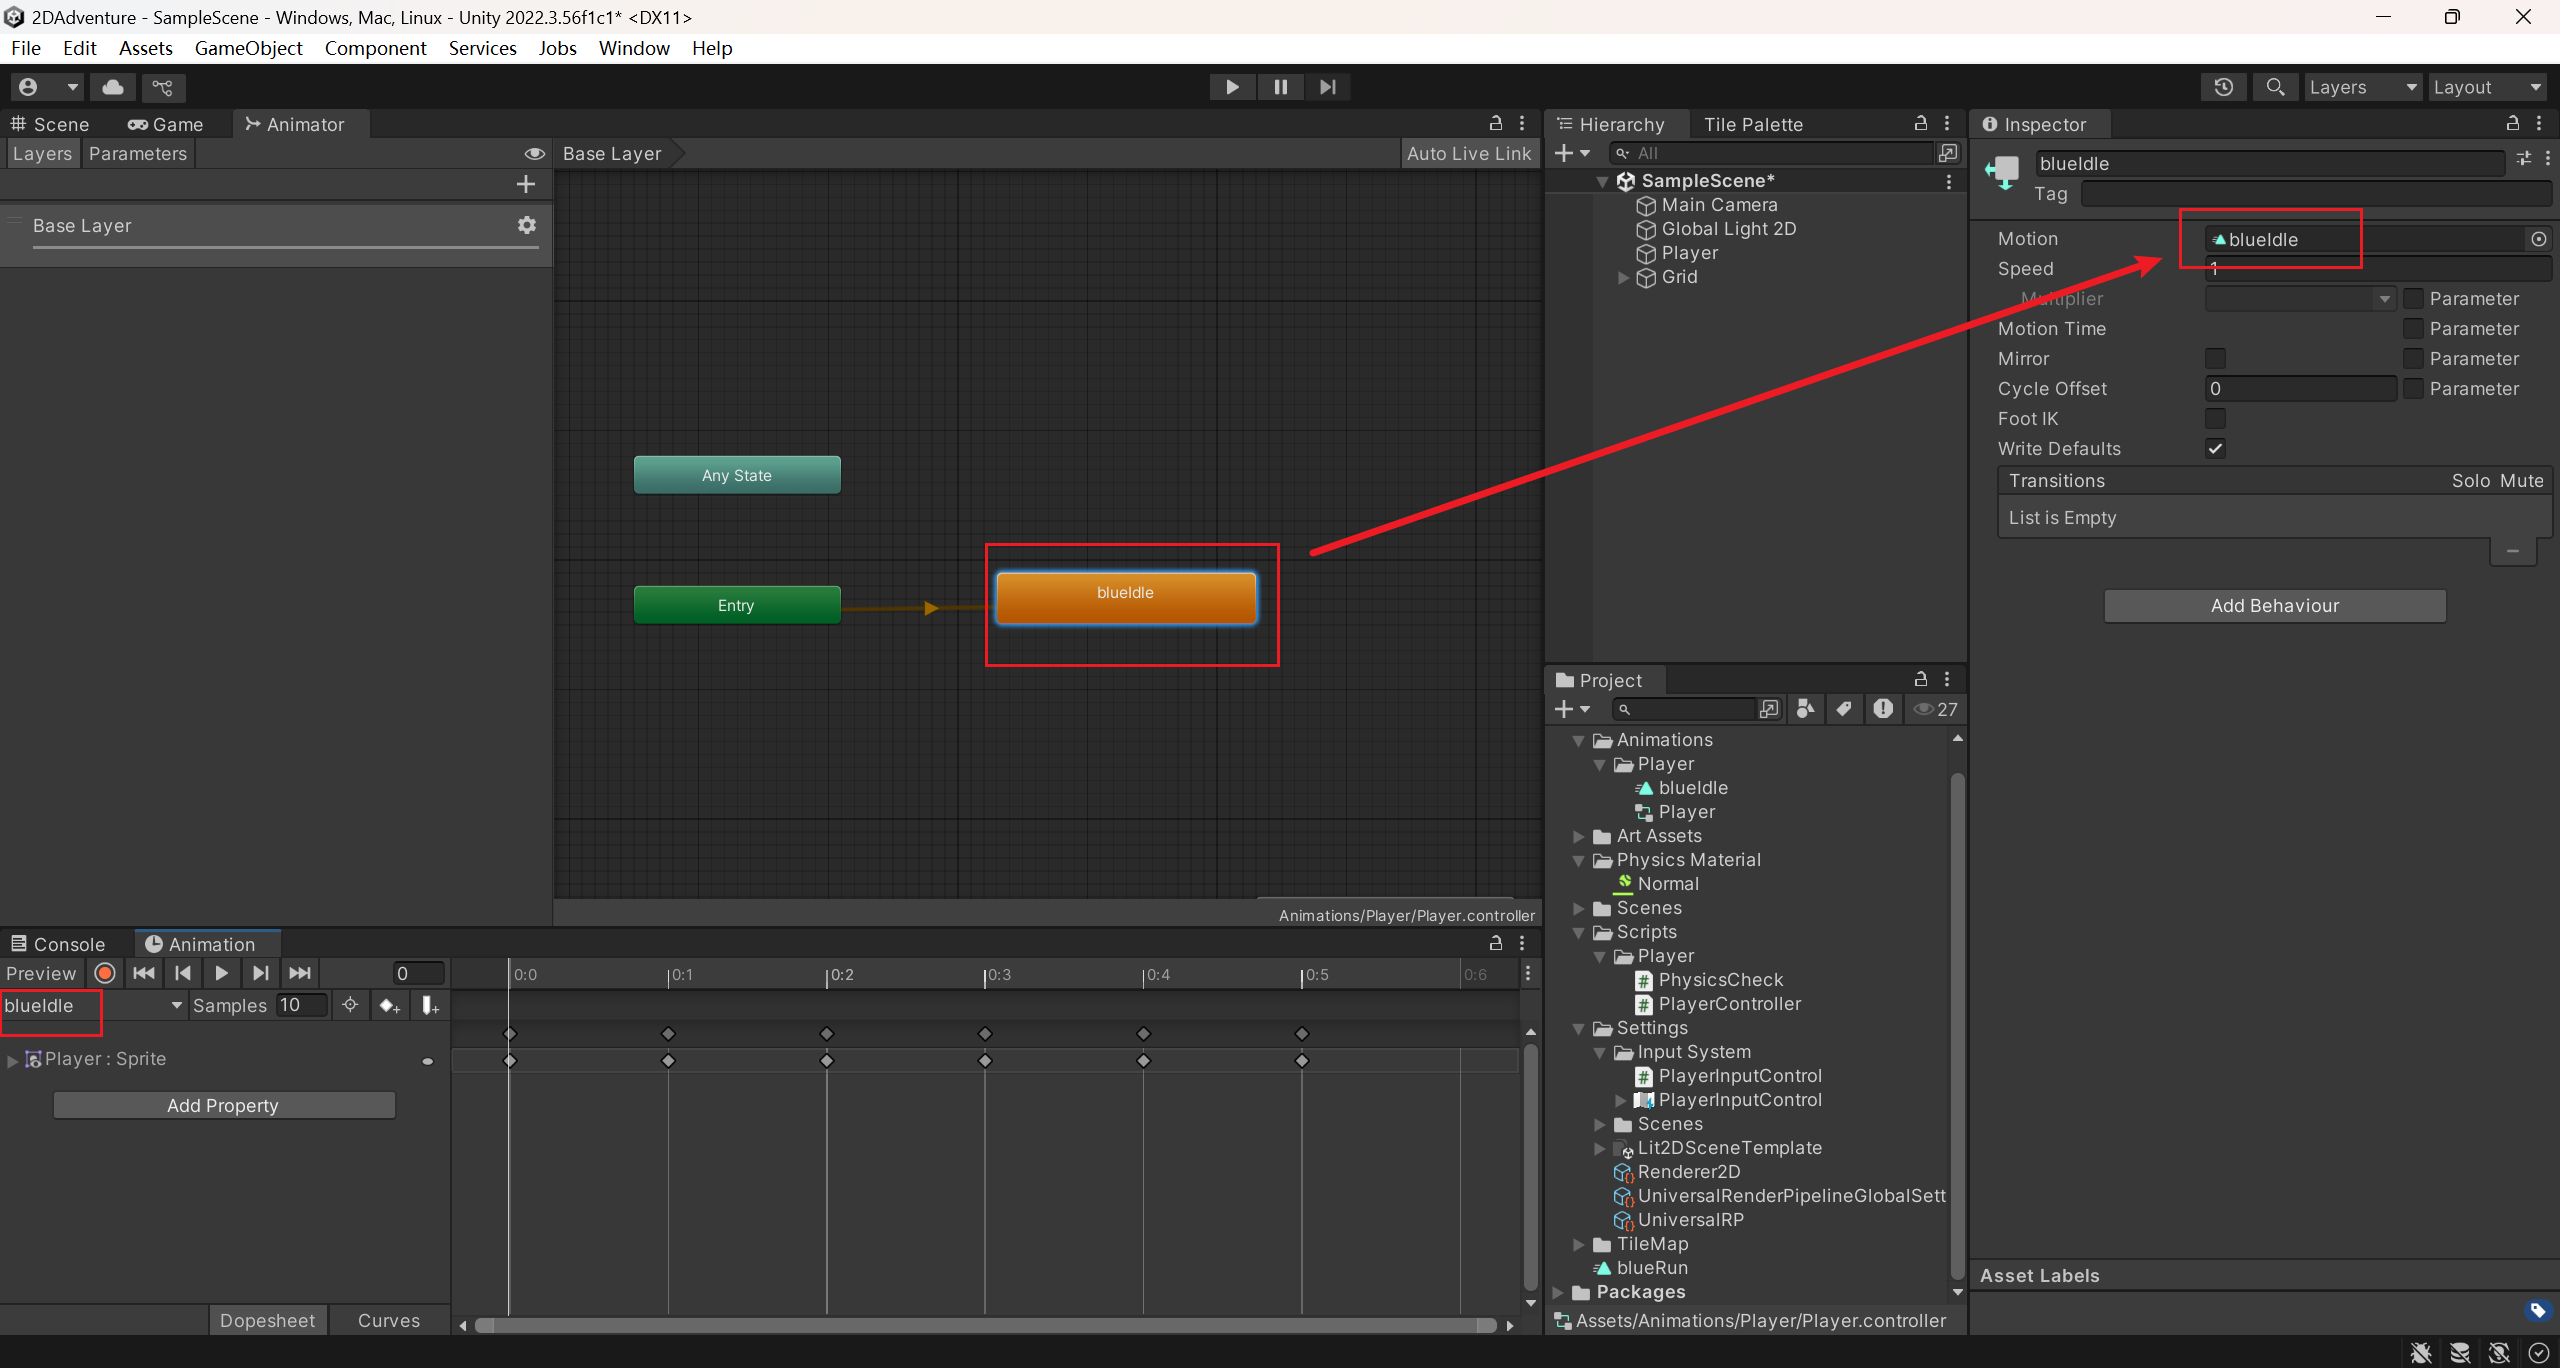 2DAdventure - SampleScene - Windows, Mac, Linux - Unity 2022.3.56f1c1* <DX11>
File Edit Assets GameObject Component Services Jobs Window Help
Layers Layout
Scene Game Animator
Layers Parameters Base Layer Auto Live Link
Base Layer
Any State
Entry
blueIdle
Animations/Player/Player.controller
Console Animation
Preview 0
0:0 0:1 0:2 0:3 0:4 0:5 0:6
blueIdle Samples 10
Player : Sprite
Add Property
Dopesheet Curves
Hierarchy Tile Palette
All
SampleScene*
Main Camera
Global Light 2D
Player
Grid
Project
27
Animations
Player
blueIdle
Player
Art Assets
Physics Material
Normal
Scenes
Scripts
Player
PhysicsCheck
PlayerController
Settings
Input System
PlayerInputControl
PlayerInputControl
Scenes
Lit2DSceneTemplate
Renderer2D
UniversalRenderPipelineGlobalSett
UniversalRP
TileMap
blueRun
Packages
Assets/Animations/Player/Player.controller
Inspector
blueIdle
Tag
Motion blueIdle
Speed 1
Multiplier Parameter
Motion Time Parameter
Mirror Parameter
Cycle Offset 0 Parameter
Foot IK
Write Defaults
Transitions Solo Mute
List is Empty
Add Behaviour
Asset Labels